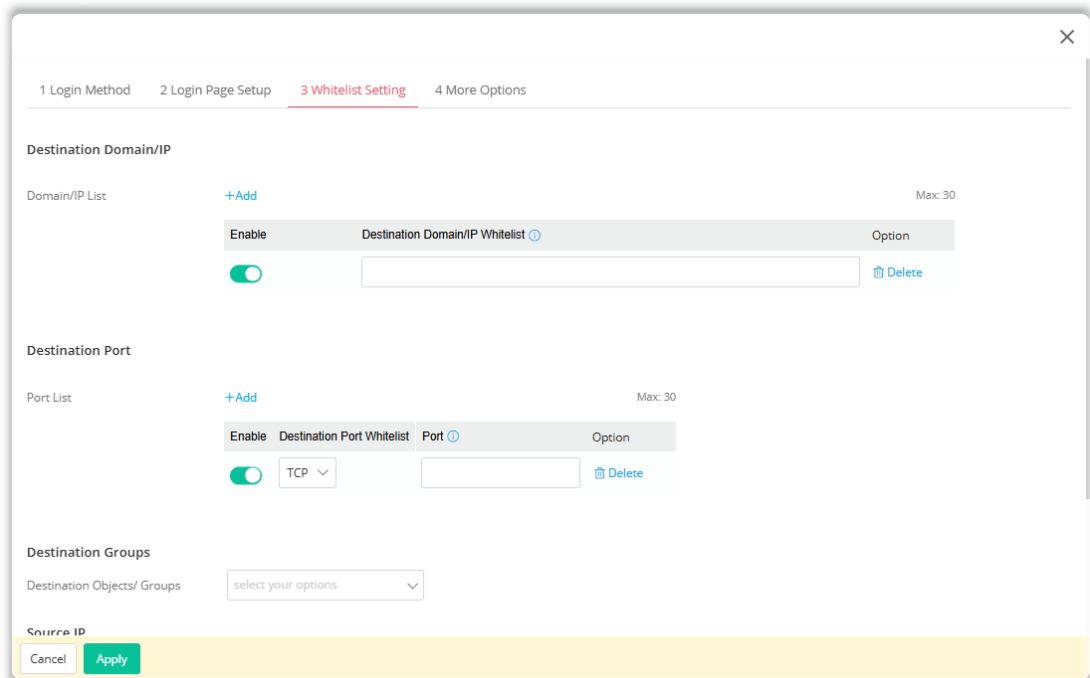 1 Login Method 2 Login Page Setup 3 Whitelist Setting 4 More Options
Destination Domain/IP
Domain/IP List +Add Max: 30
Enable Destination Domain/IP Whitelist Option
Delete
Destination Port
Port List +Add Max: 30
Enable Destination Port Whitelist Port Option
TCP Delete
Destination Groups
Destination Objects/ Groups select your options
Source IP
Cancel Apply